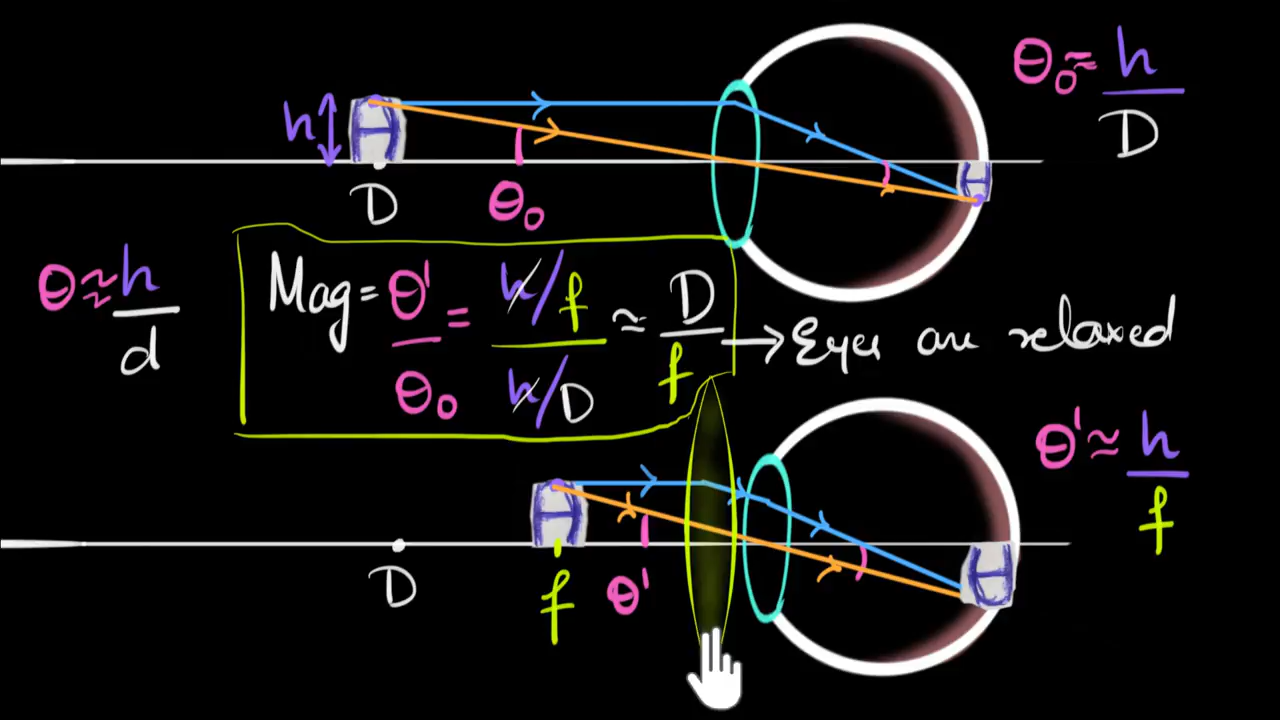 θ₀ ≈ h/D
h H
H
D θ₀
θ ≈ h/d
Mag = θ'/θ₀ = (h/f)/(h/D) ≈ D/f → Eyes are relaxed
θ' ≈ h/f
H
H
D f θ'